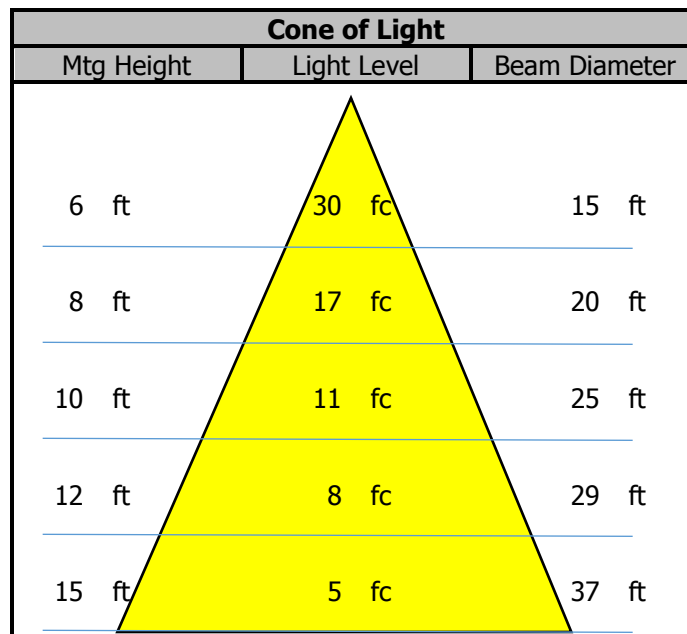 Cone of Light
Mtg Height Light Level Beam Diameter
6 ft 30 fc 15 ft
8 ft 17 fc 20 ft
10 ft 11 fc 25 ft
12 ft 8 fc 29 ft
15 ft 5 fc 37 ft